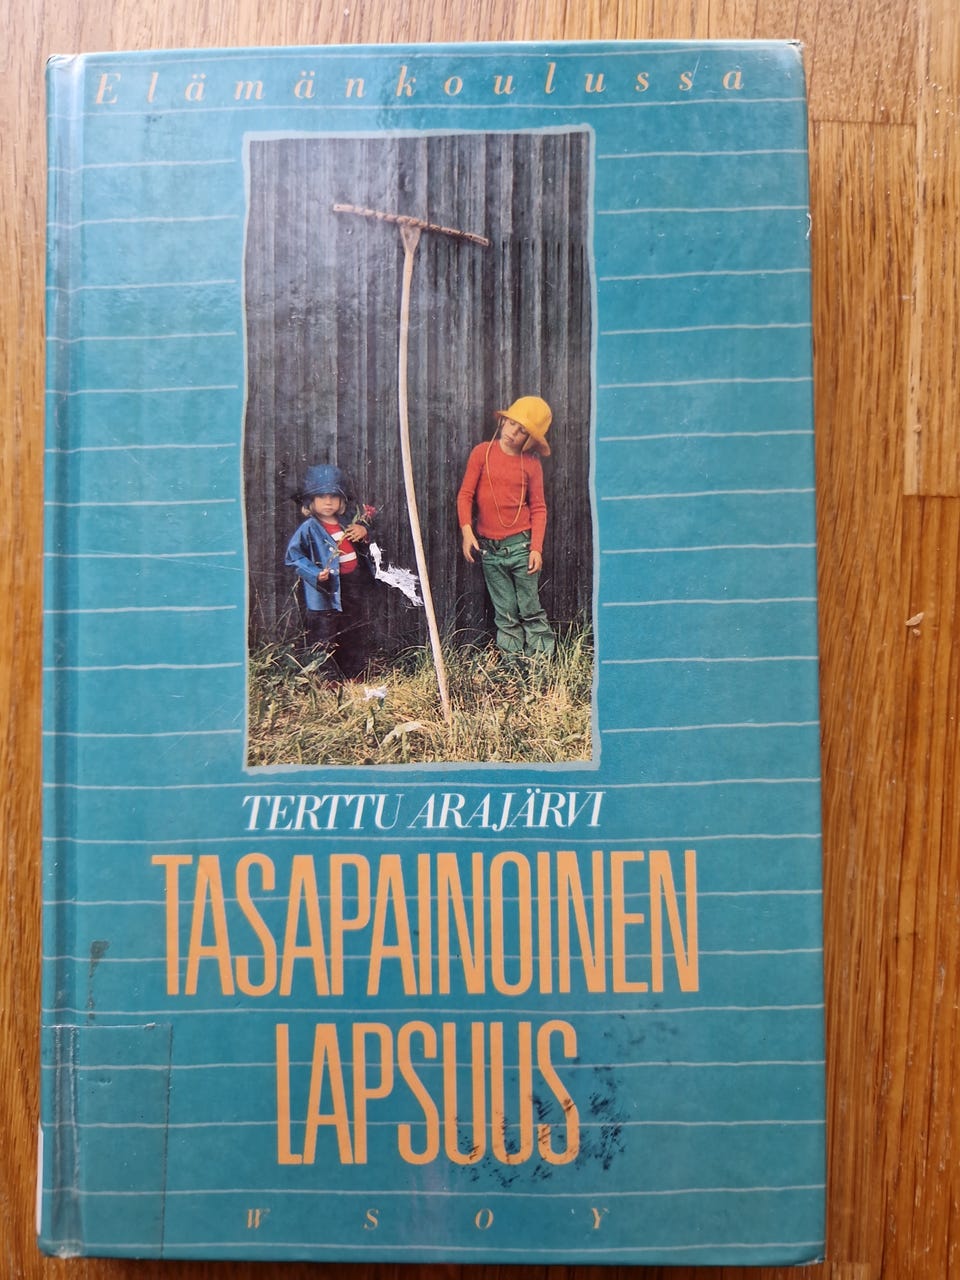 Elämänkoulussa
TERTTU ARAJÄRVI
TASAPAINOINEN
LAPSUUS
WSOY